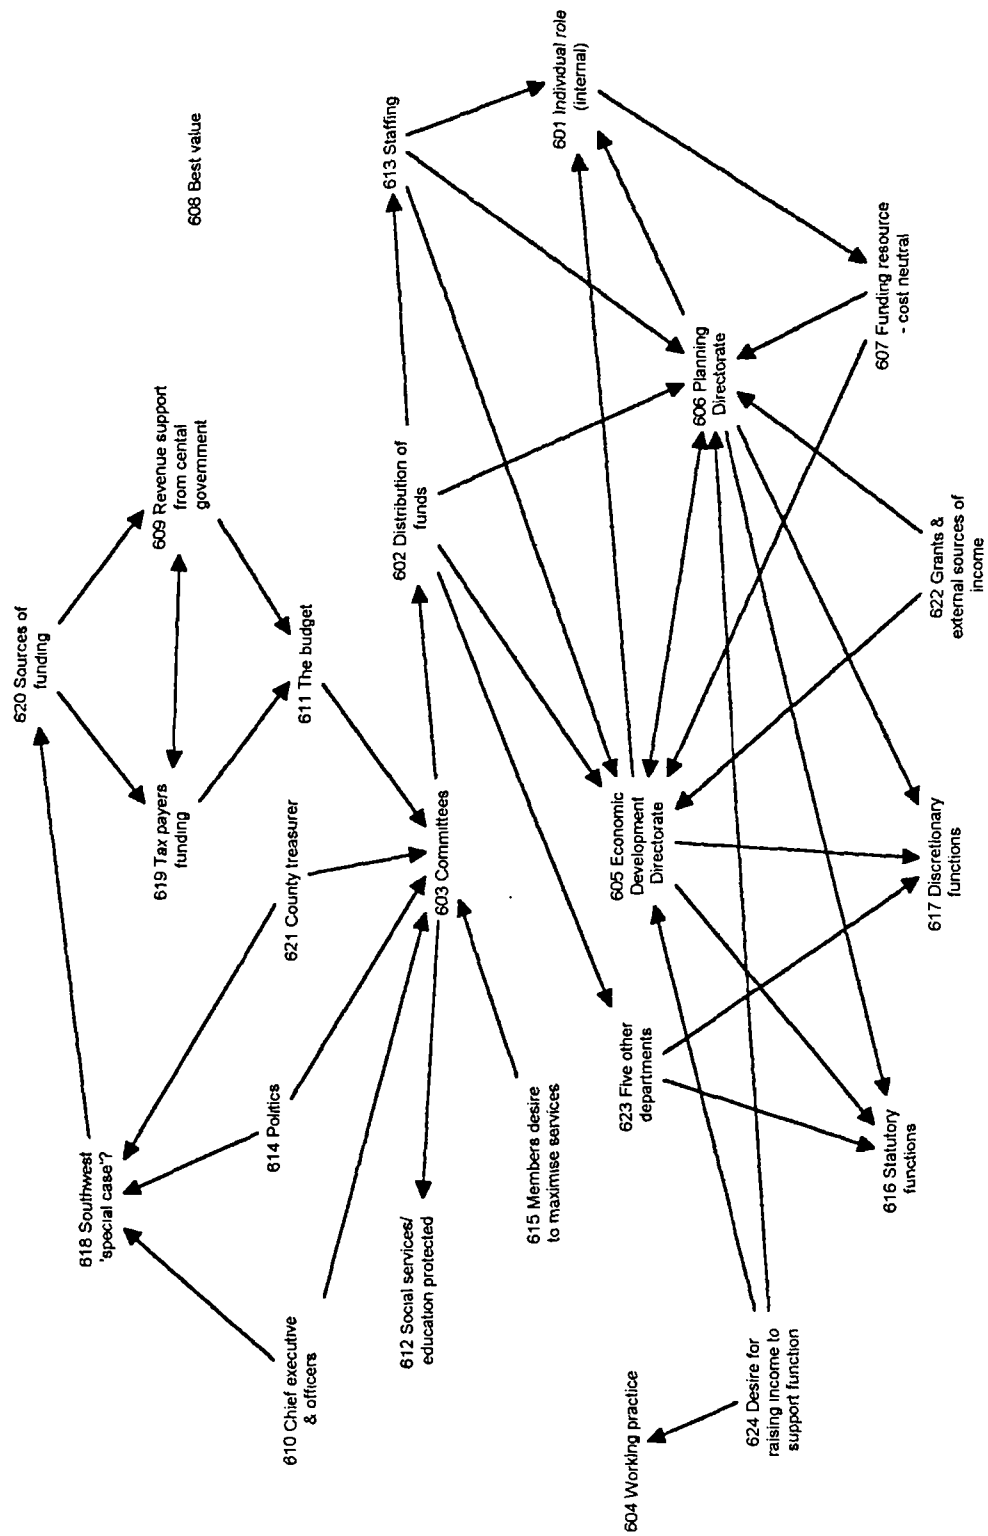 620 Sources of
funding
618 Southwest
'special case'?
619 Tax payers
funding
609 Revenue support
from cental
government
608 Best value
610 Chief executive
& officers
614 Politics
621 County treasurer
611 The budget
612 Social services/
education protected
603 Committees
602 Distribution of
funds
613 Staffing
615 Members desire
to maximise services
601 Individual role
(internal)
604 Working practice
623 Five other
departments
605 Economic
Development
Directorate
606 Planning
Directorate
624 Desire for
raising income to
support function
616 Statutory
functions
607 Funding resource
- cost neutral
617 Discretionary
functions
622 Grants &
external sources of
income